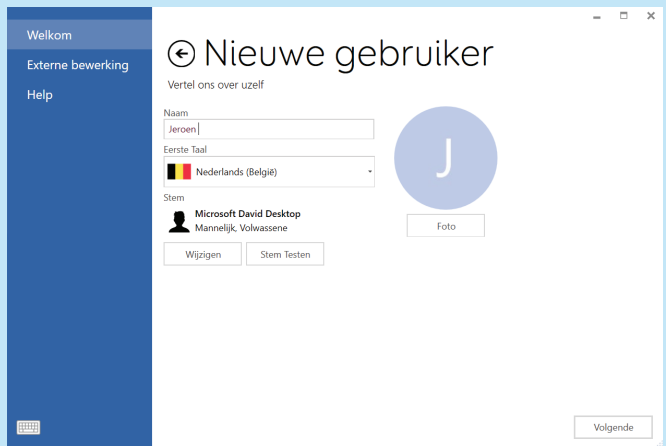 Welkom
Externe bewerking
Help
Nieuwe gebruiker
Vertel ons over uzelf
Naam
Jeroen
Eerste Taal
Nederlands (België)
Stem
Microsoft David Desktop
Mannelijk, Volwassene
Wijzigen
Stem Testen
J
Foto
Volgende